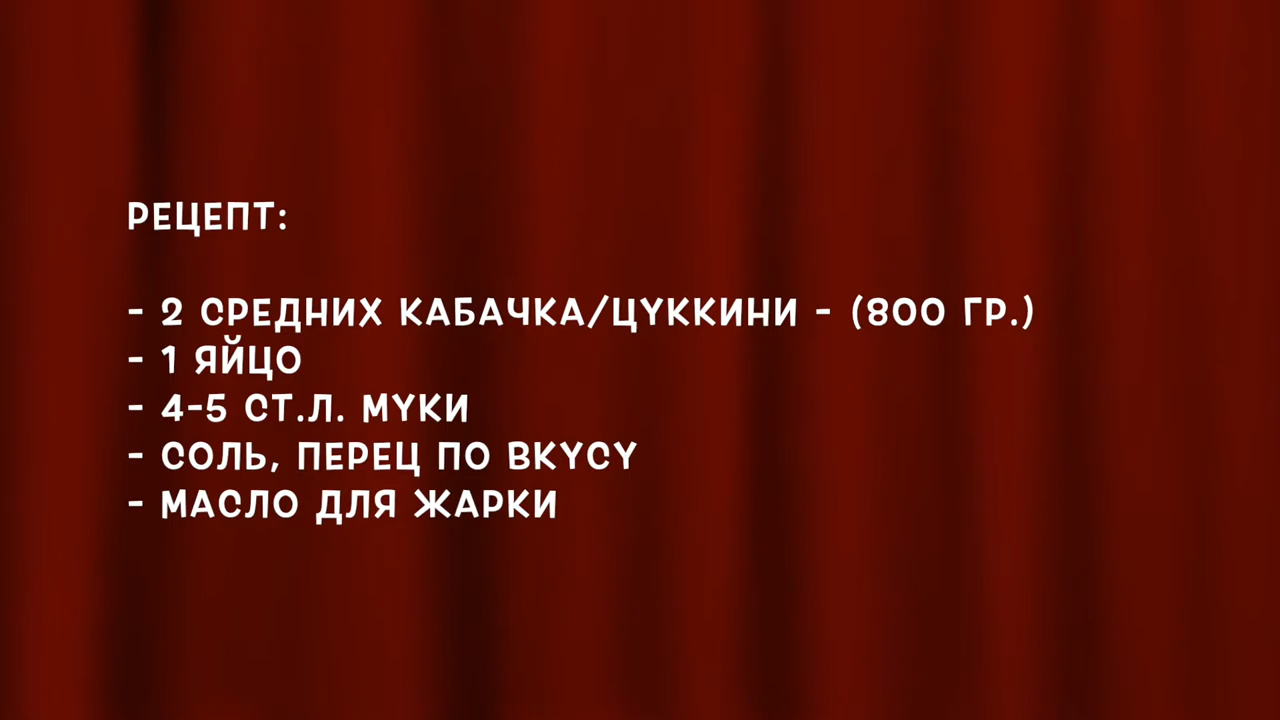 РЕЦЕПТ:
- 2 СРЕДНИХ КАБАЧКА/ЦУККИНИ - (800 ГР.)
- 1 ЯЙЦО
- 4-5 СТ.Л. МУКИ
- СОЛЬ, ПЕРЕЦ ПО ВКУСУ
- МАСЛО ДЛЯ ЖАРКИ